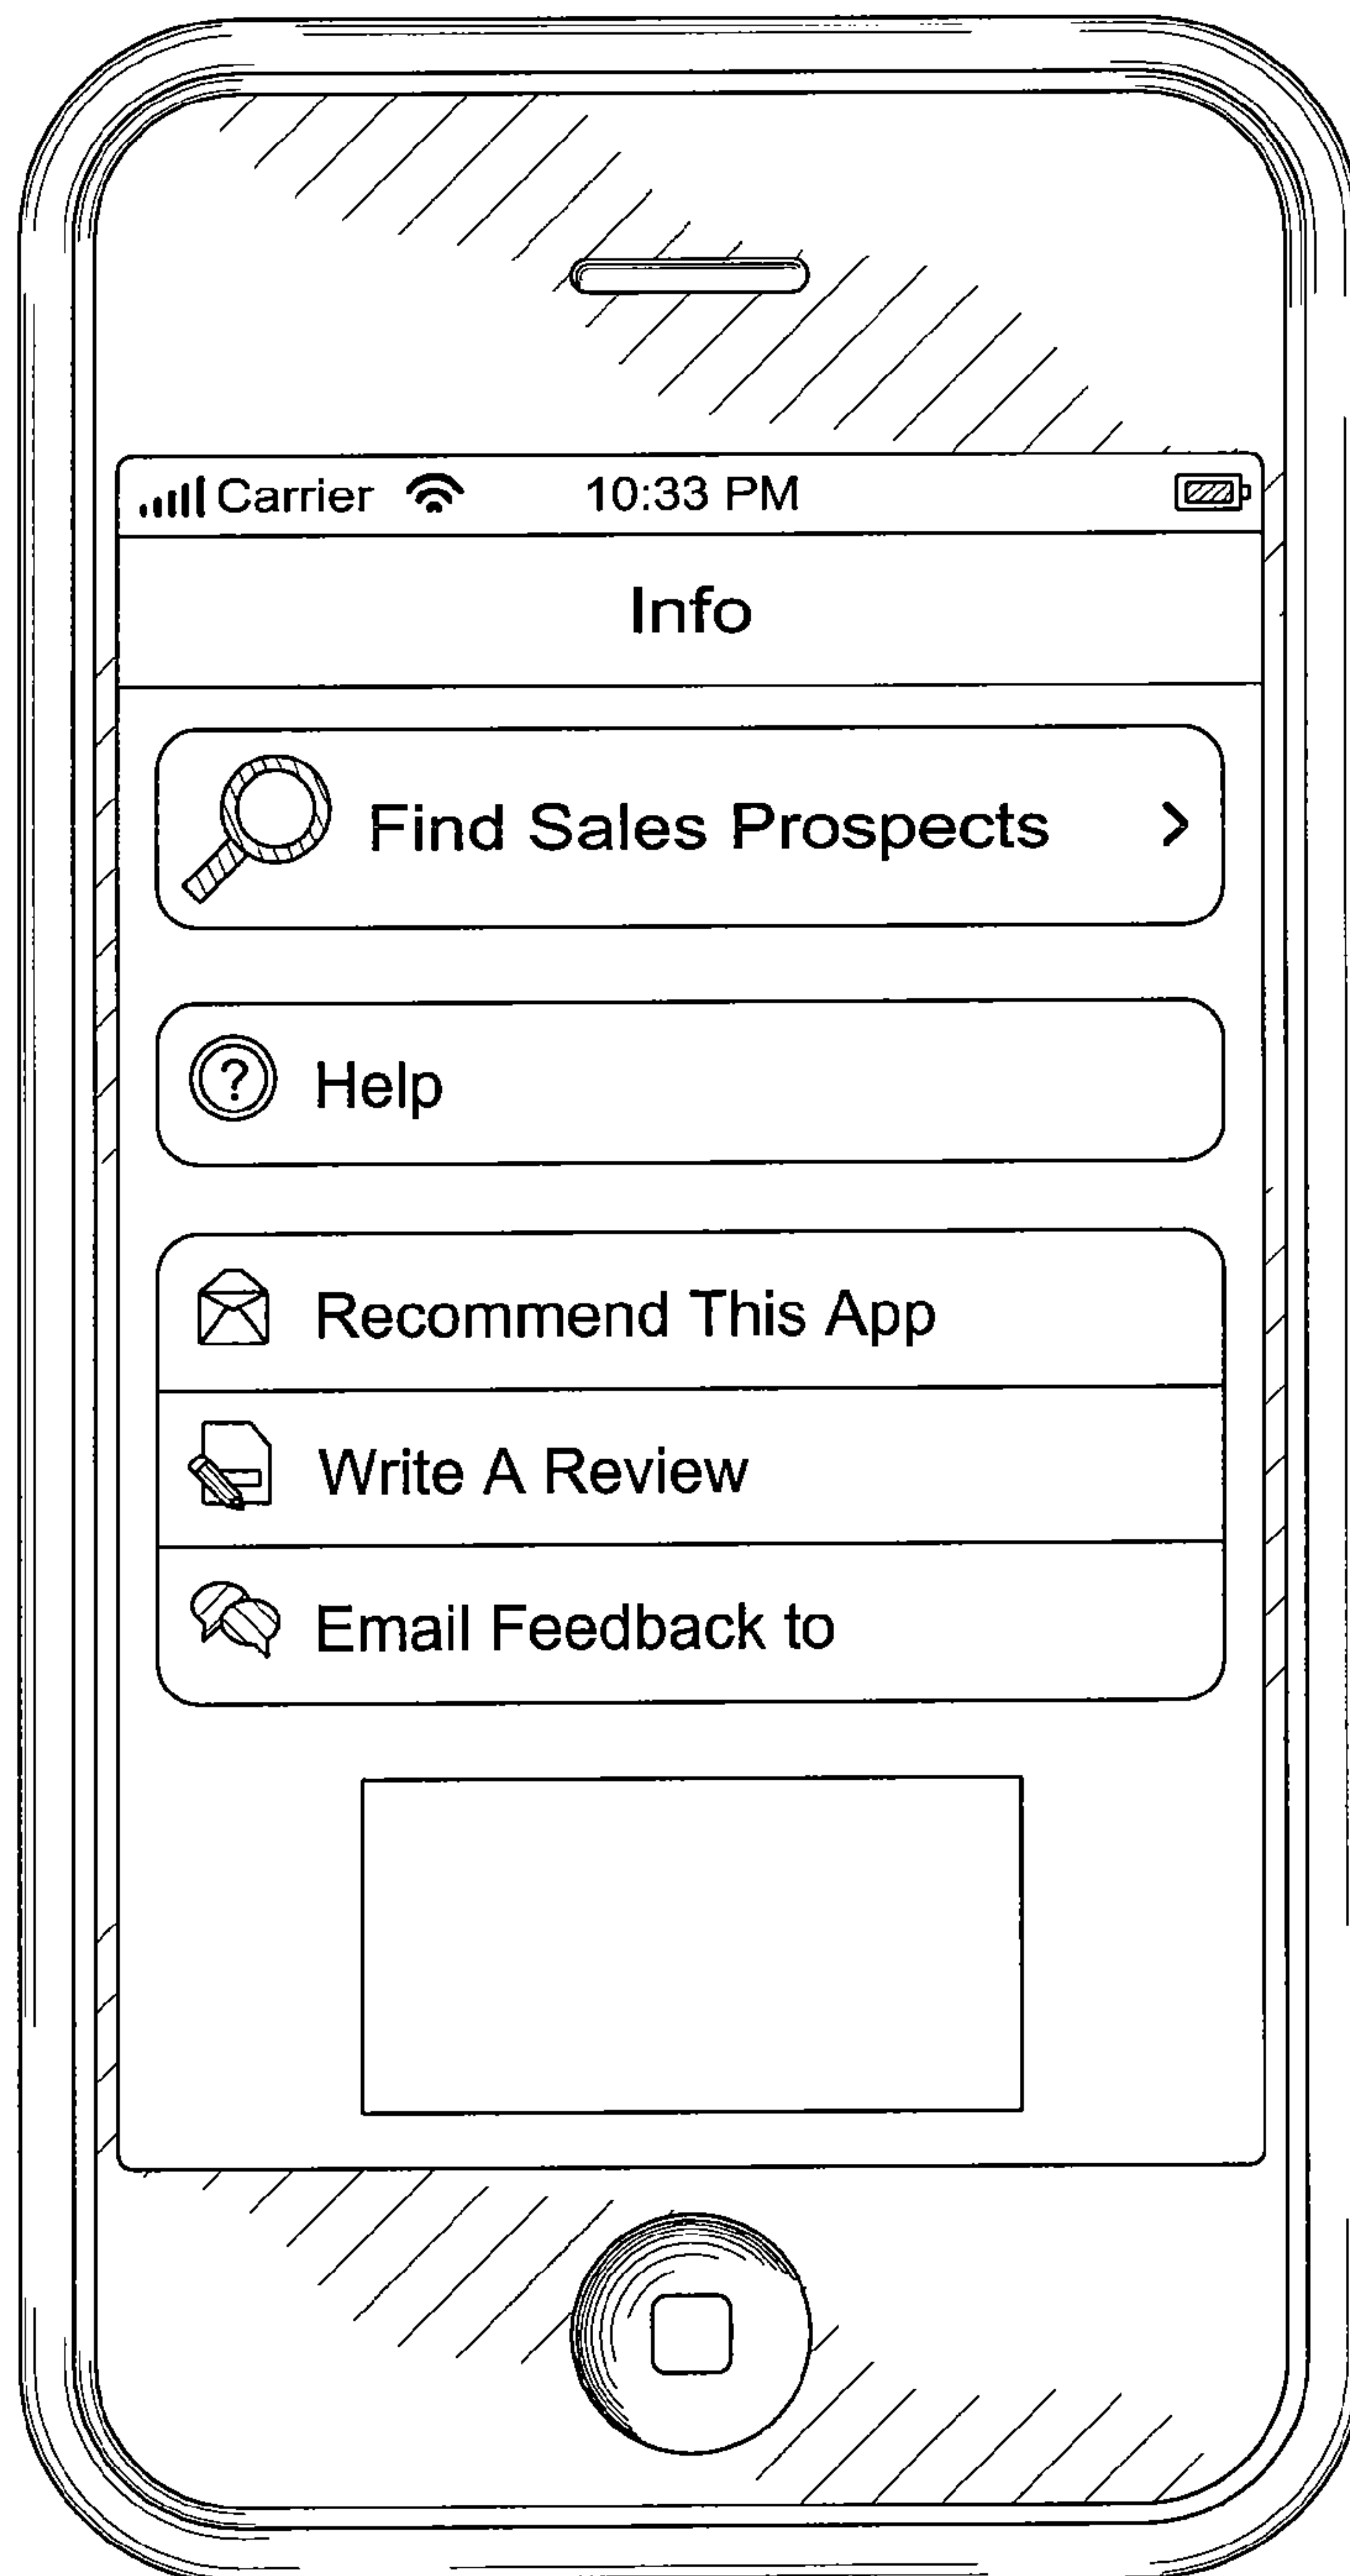 Carrier 10:33 PM
Info
Find Sales Prospects >
? Help
Recommend This App
Write A Review
Email Feedback to